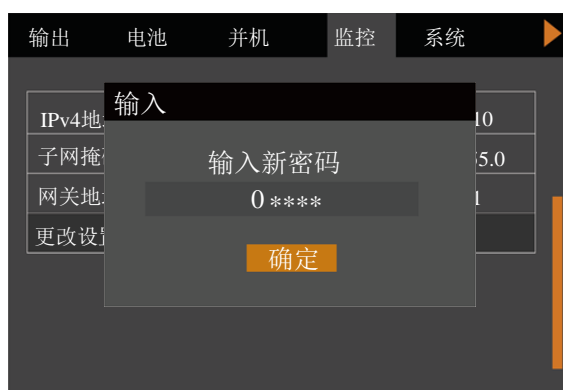 输出 电池 并机 监控 系统
输入
IPv4地 10
子网掩 55.0
输入新密码
网关地 1
0 ****
更改设
确定